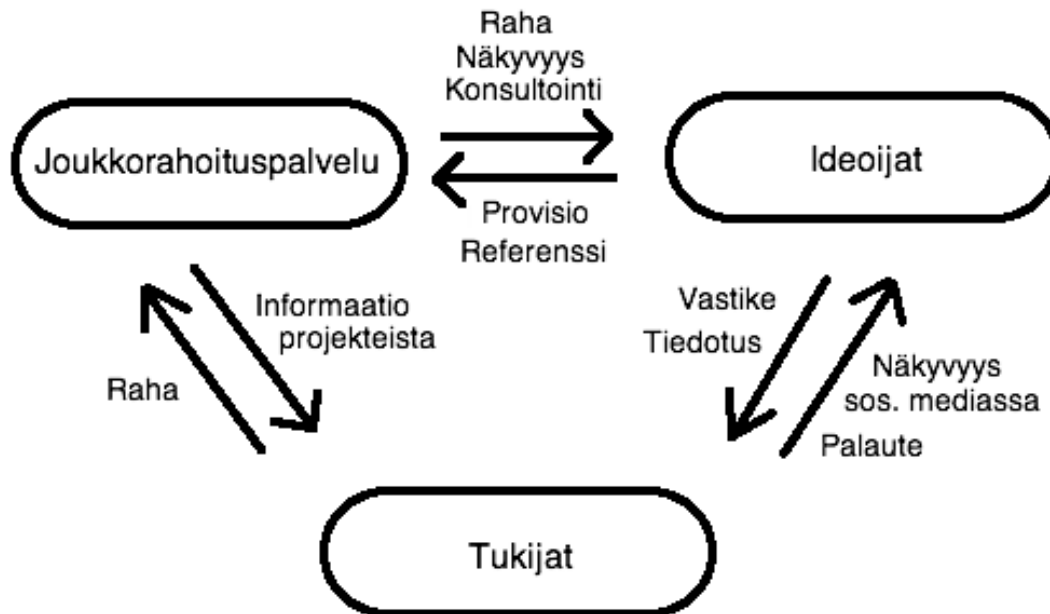 Raha
Näkyvyys
Konsultointi
Joukkorahoituspalvelu
Ideoijat
Provisio
Referenssi
Informaatio
projekteista
Raha
Vastike
Tiedotus
Näkyvyys
sos. mediassa
Palaute
Tukijat